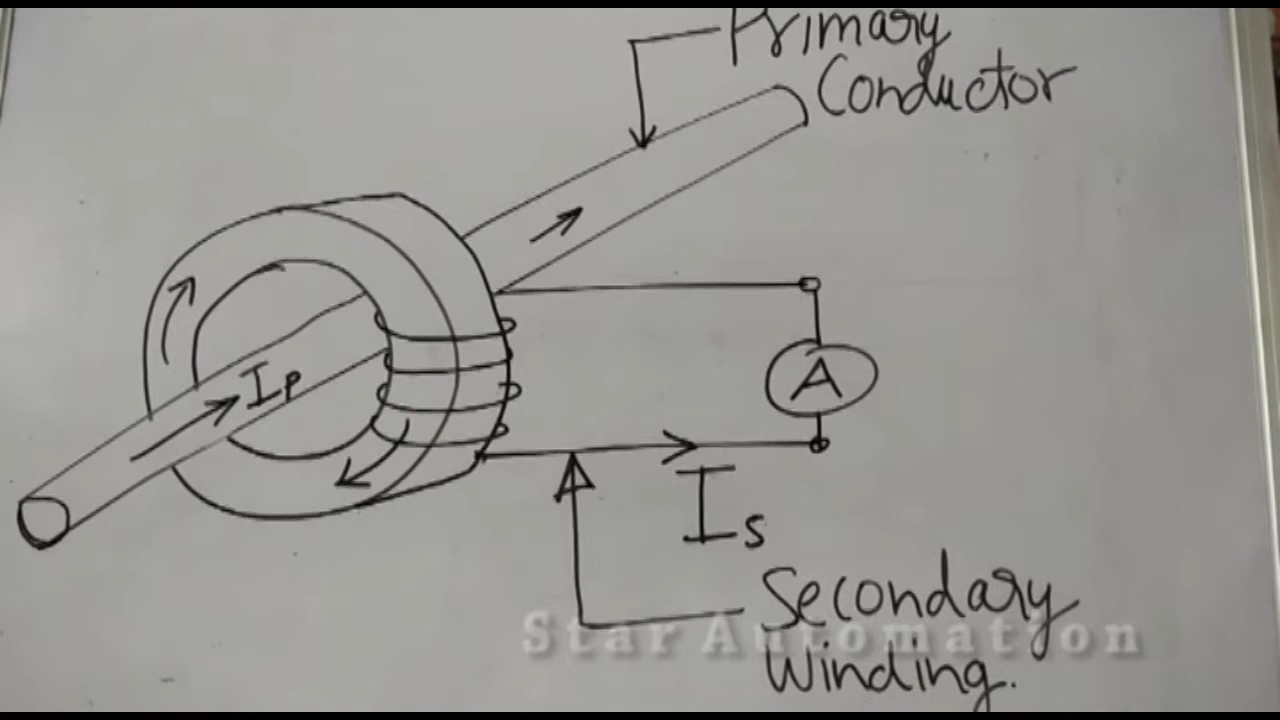 Primary
Conductor
Ip
A
Is
Secondary
Star Automation
Winding.